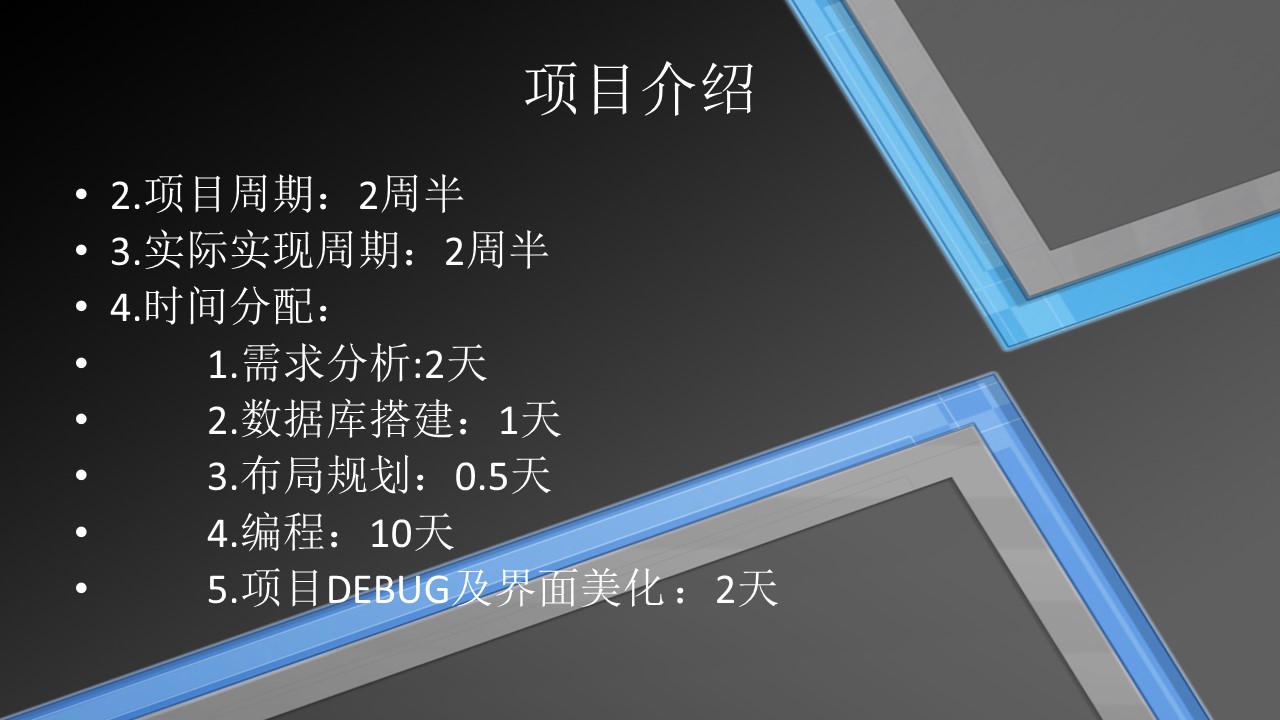 项目介绍
• 2.项目周期：2周半
• 3.实际实现周期：2周半
• 4.时间分配：
• 1.需求分析:2天
• 2.数据库搭建：1天
• 3.布局规划：0.5天
• 4.编程：10天
• 5.项目DEBUG及界面美化：2天